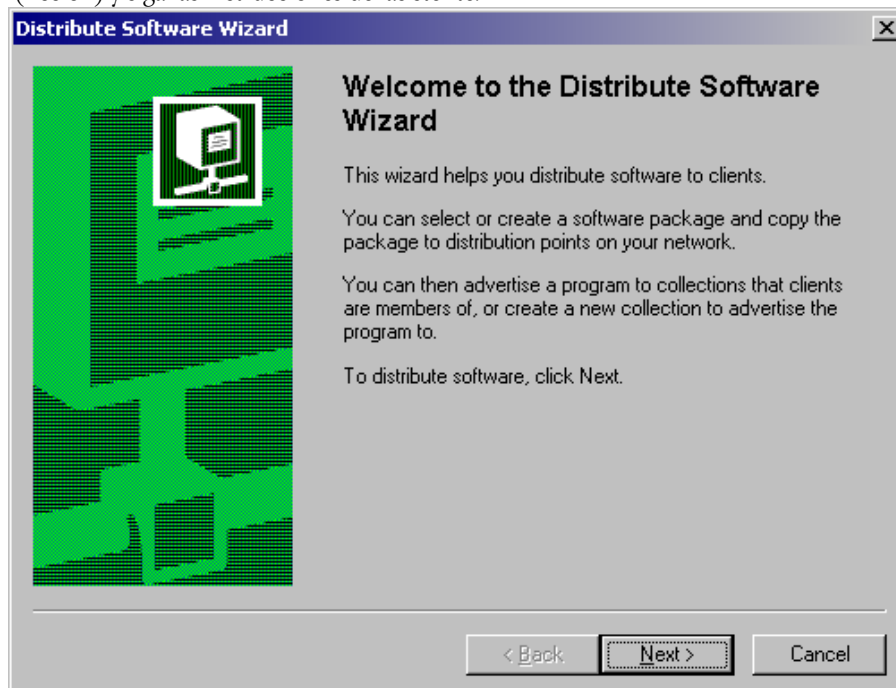 Distribute Software Wizard
Welcome to the Distribute Software
Wizard
This wizard helps you distribute software to clients.
You can select or create a software package and copy the
package to distribution points on your network.
You can then advertise a program to collections that clients
are members of, or create a new collection to advertise the
program to.
To distribute software, click Next.
< Back
Next >
Cancel